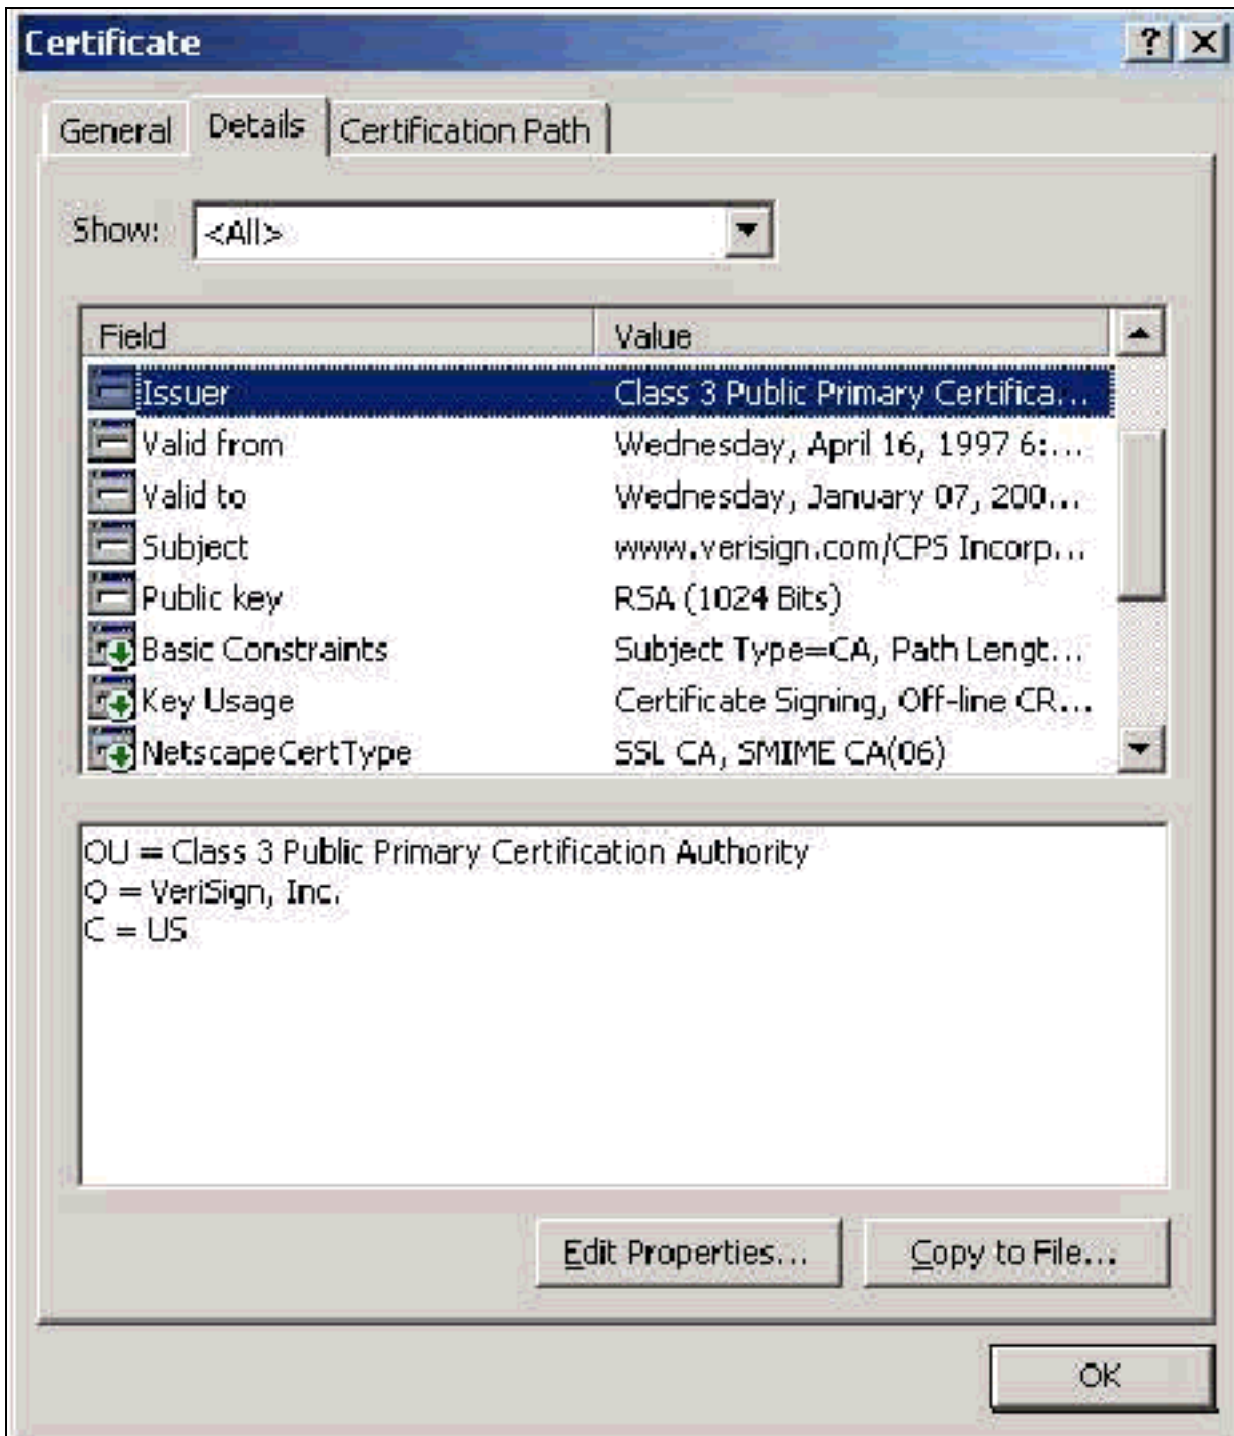 Certificate
General Details Certification Path
Show: <All>
Field Value
Issuer Class 3 Public Primary Certifica...
Valid from Wednesday, April 16, 1997 6:...
Valid to Wednesday, January 07, 200...
Subject www.verisign.com/CPS Incorp...
Public key RSA (1024 Bits)
Basic Constraints Subject Type=CA, Path Lengt...
Key Usage Certificate Signing, Off-line CR...
NetscapeCertType SSL CA, SMIME CA(06)
OU = Class 3 Public Primary Certification Authority
O = VeriSign, Inc.
C = US
Edit Properties... Copy to File...
OK